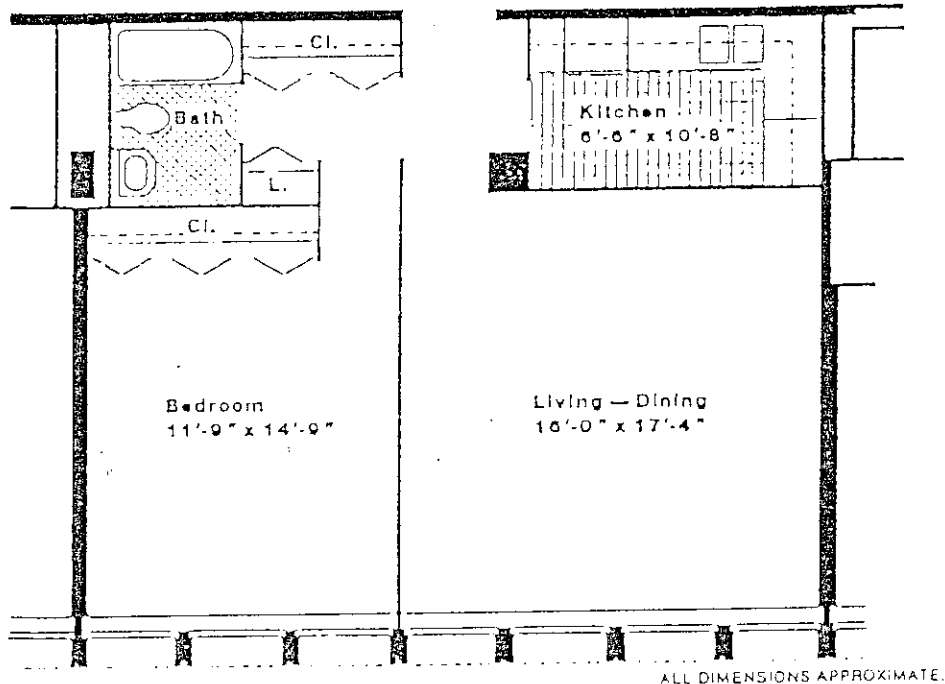 Cl.
Bath
Kitchen
6'-6" x 10'-8"
L.
Cl.
Bedroom
11'-9" x 14'-9"
Living — Dining
16'-0" x 17'-4"
ALL DIMENSIONS APPROXIMATE.